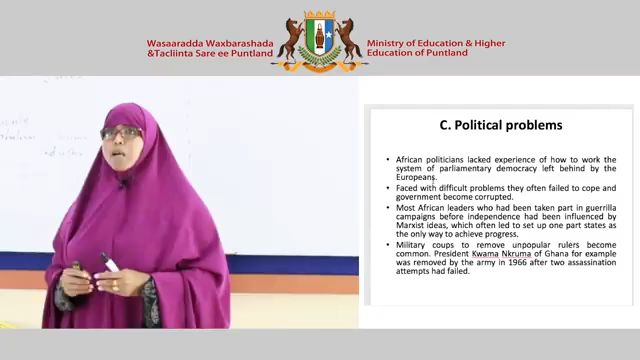 Wasaaradda Waxbarashada
&Tacliinta Sare ee Puntland
Ministry of Education & Higher
Education of Puntland
C. Political problems
• African politicians lacked experience of how to work the
system of parliamentary democracy left behind by the
Europeans.
• Faced with difficult problems they often failed to cope and
government become corrupted.
• Most African leaders who had been taken part in guerrilla
campaigns before independence had been influenced by
Marxist ideas, which often led to set up one part states as
the only way to achieve progress.
• Military coups to remove unpopular rulers become
common. President Kwama Nkruma of Ghana for example
was removed by the army in 1966 after two assassination
attempts had failed.